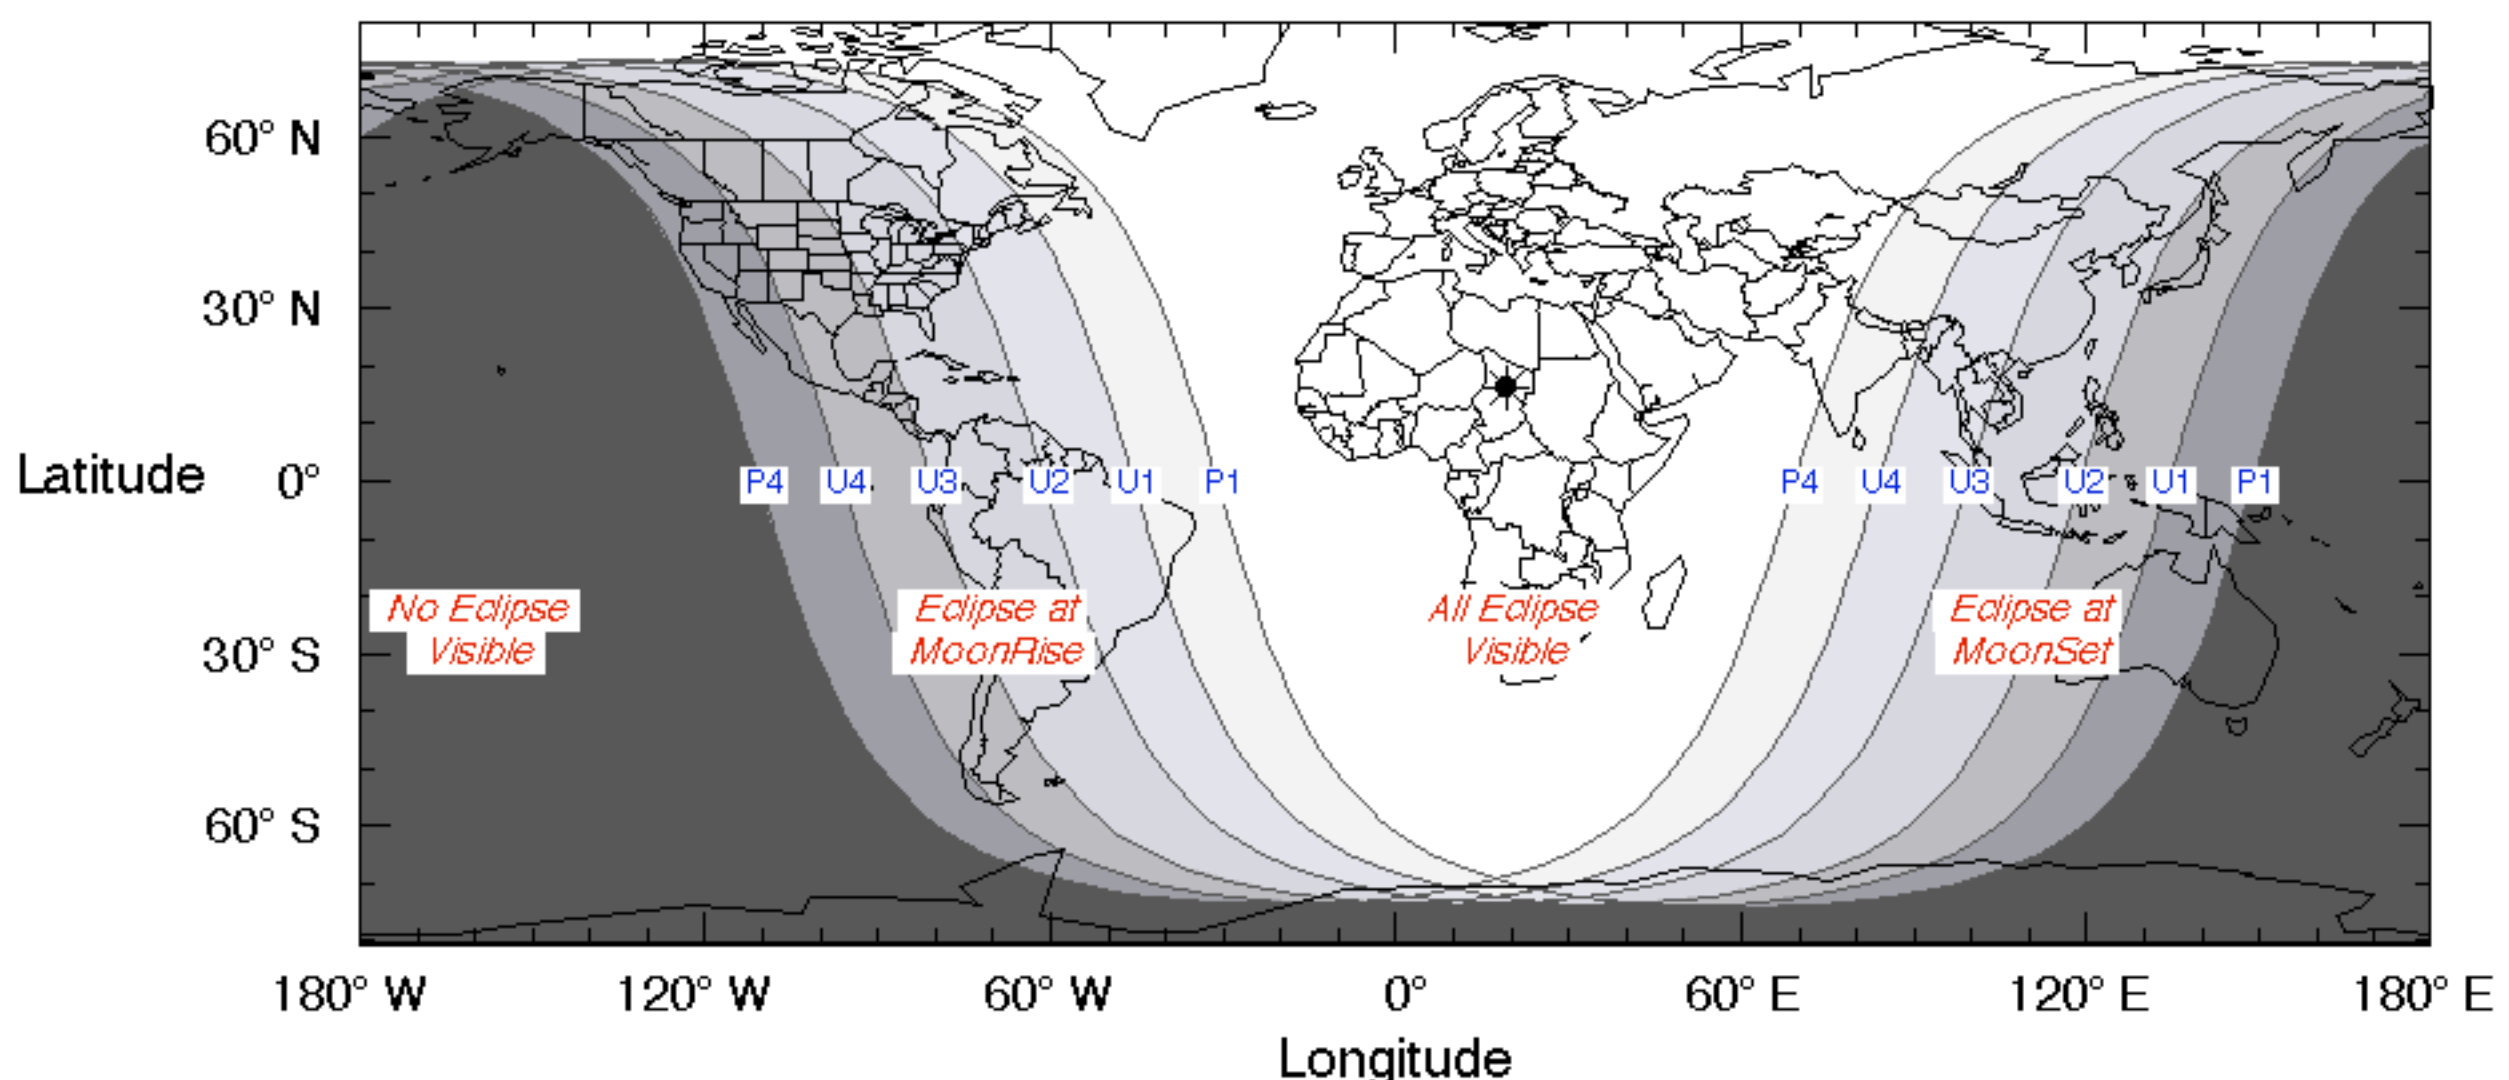 60° N
30° N
Latitude 0°
P4 U4 U3 U2 U1 P1 P4 U4 U3 U2 U1 P1
No Eclipse
Visible
Eclipse at
MoonRise
All Eclipse
Visible
Eclipse at
MoonSet
30° S
60° S
180° W 120° W 60° W 0° 60° E 120° E 180° E
Longitude